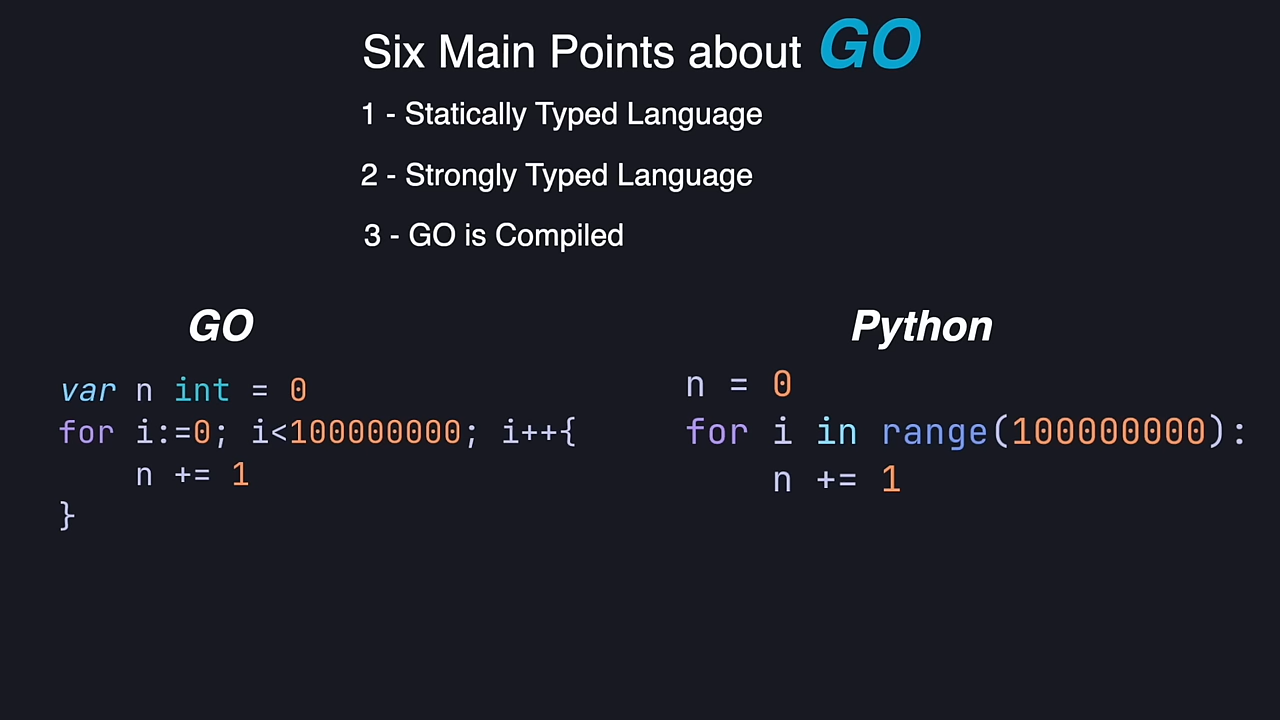 Six Main Points about GO
1 - Statically Typed Language
2 - Strongly Typed Language
3 - GO is Compiled
GO
var n int = 0
for i:=0; i<100000000; i++{
    n += 1
}
Python
n = 0
for i in range(100000000):
    n += 1